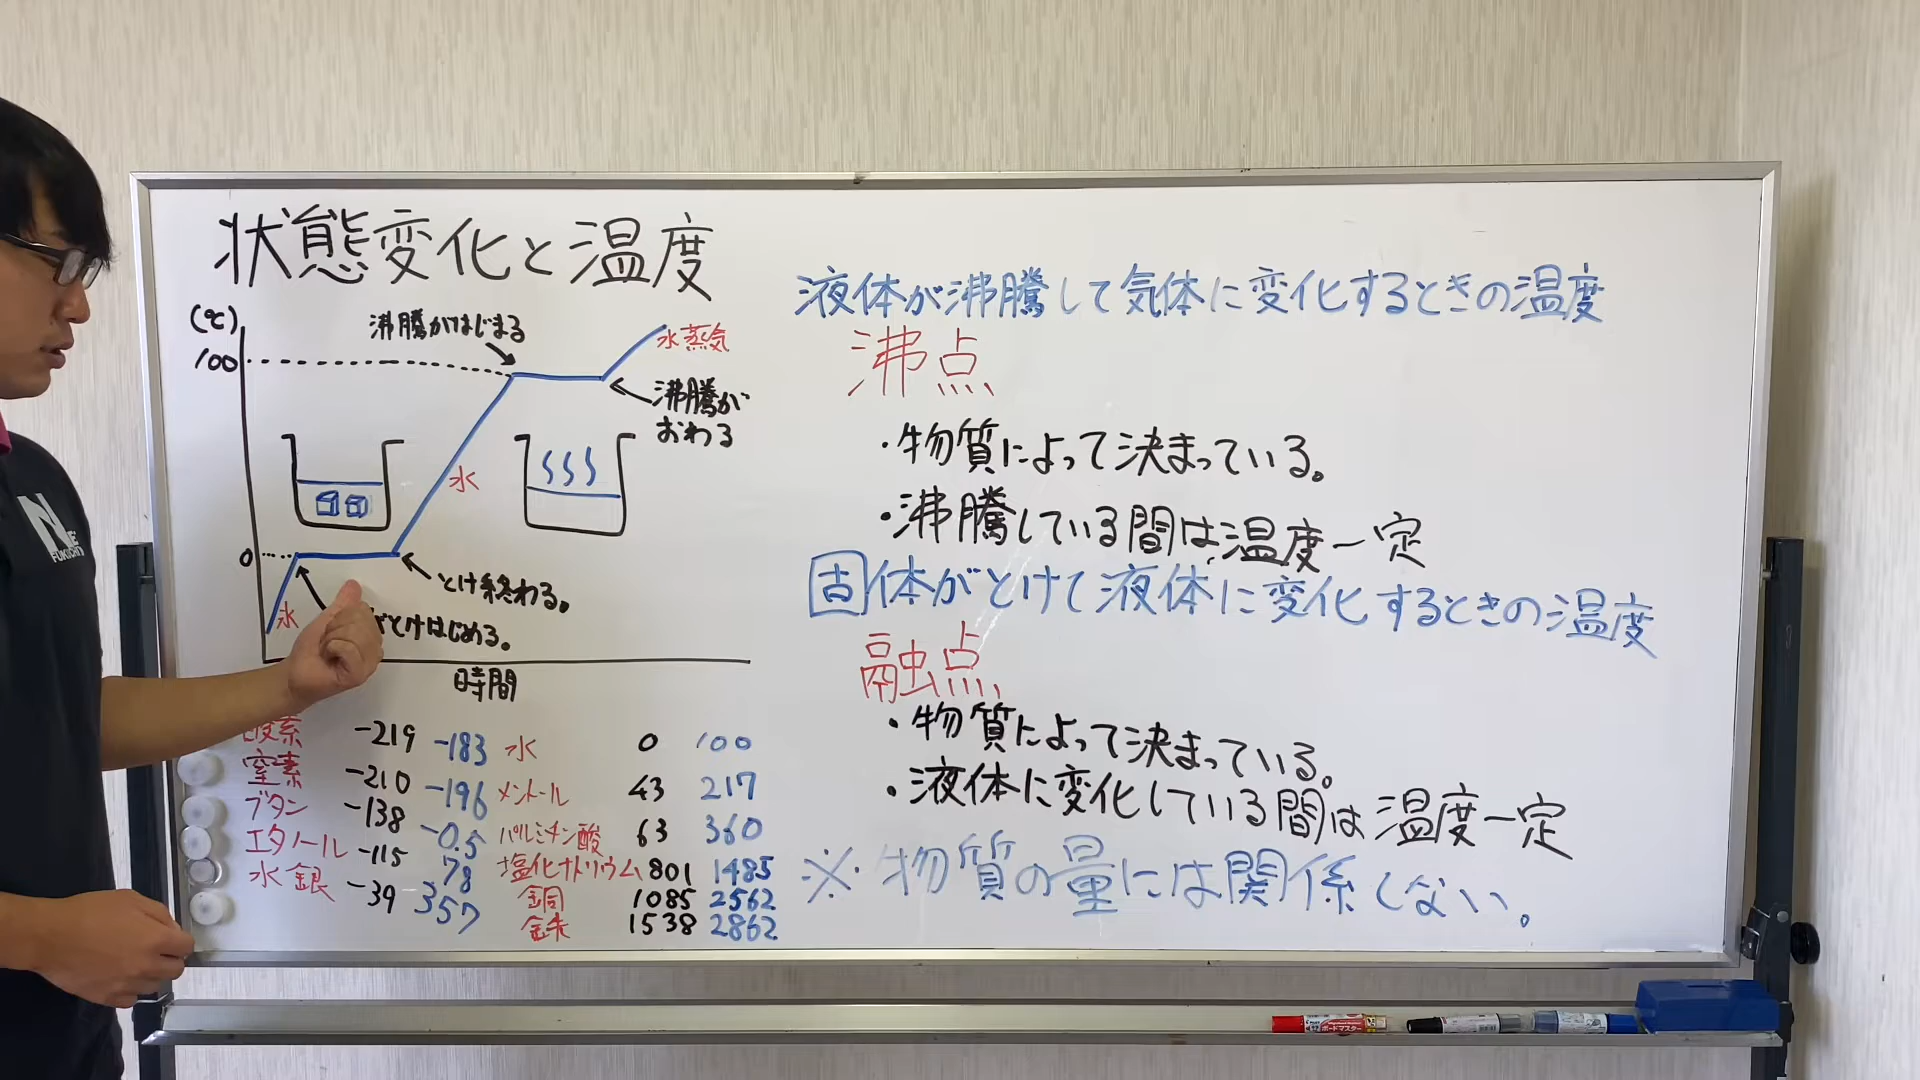 状態変化と温度
(℃)
100
0
沸騰がはじまる
水蒸気
沸騰が
おわる
水
とけ終わる。
氷
がとけはじめる。
時間
酸素 -219 -183
窒素 -210 -196
ブタン -138 -0.5
エタノール -115 78
水銀 -39 357
水 0 100
メントール 43 217
パルミチン酸 63 360
塩化ナトリウム 801 1485
銅 1085 2562
鉄 1538 2862
液体が沸騰して気体に変化するときの温度
沸点
・物質によって決まっている。
・沸騰している間は温度一定
固体がとけて液体に変化するときの温度
融点
・物質によって決まっている。
・液体に変化している間は温度一定
※物質の量には関係しない。